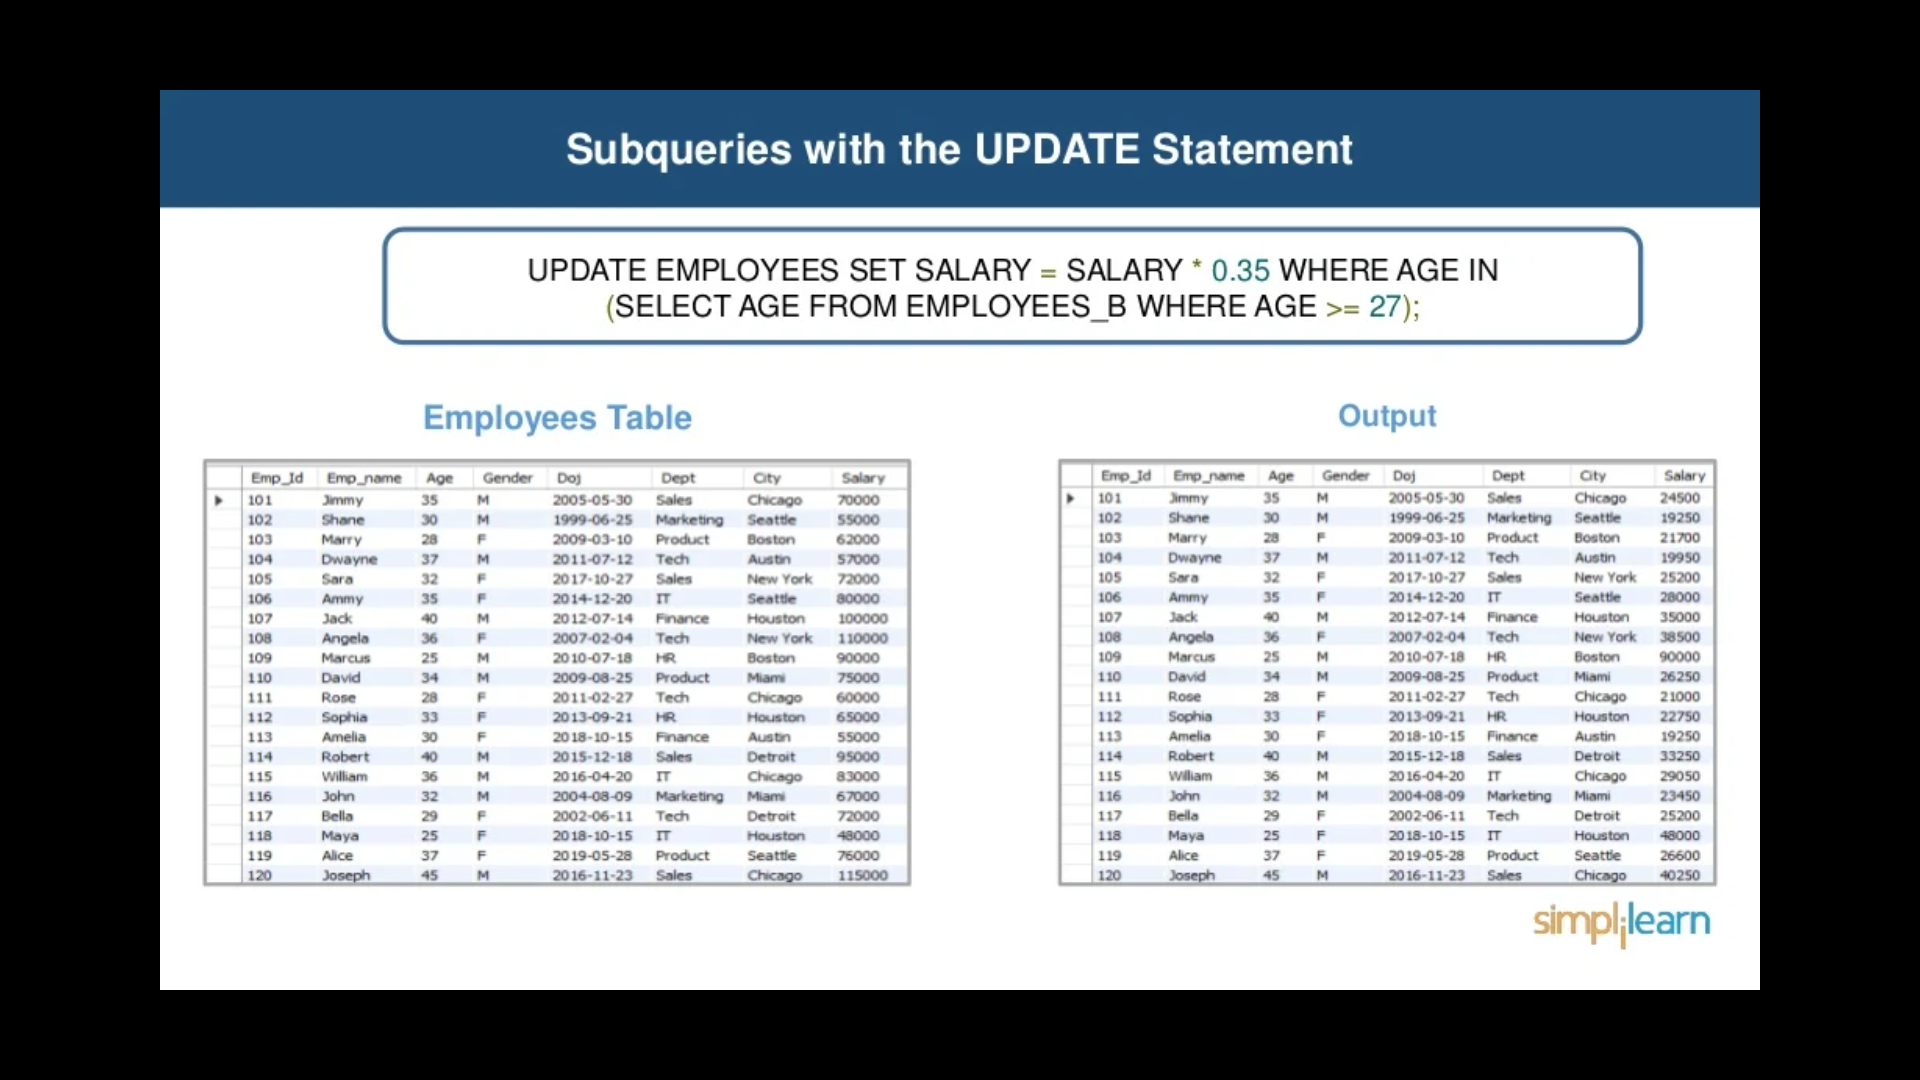 Subqueries with the UPDATE Statement
UPDATE EMPLOYEES SET SALARY = SALARY * 0.35 WHERE AGE IN
(SELECT AGE FROM EMPLOYEES_B WHERE AGE >= 27);
Employees Table
Emp_Id Emp_name Age Gender Doj Dept City Salary
101 Jimmy 35 M 2005-05-30 Sales Chicago 70000
102 Shane 30 M 1999-06-25 Marketing Seattle 55000
103 Marry 28 F 2009-03-10 Product Boston 62000
104 Dwayne 37 M 2011-07-12 Tech Austin 57000
105 Sara 32 F 2017-10-27 Sales New York 72000
106 Ammy 35 F 2014-12-20 IT Seattle 80000
107 Jack 40 M 2012-07-14 Finance Houston 100000
108 Angela 36 F 2007-02-04 Tech New York 110000
109 Marcus 25 M 2010-07-18 HR Boston 90000
110 David 34 M 2009-08-25 Product Miami 75000
111 Rose 28 F 2011-02-27 Tech Chicago 60000
112 Sophia 33 F 2013-09-21 HR Houston 65000
113 Amelia 30 F 2018-10-15 Finance Austin 55000
114 Robert 40 M 2015-12-18 Sales Detroit 95000
115 William 36 M 2016-04-20 IT Chicago 83000
116 John 32 M 2004-08-09 Marketing Miami 67000
117 Bella 29 F 2002-06-11 Tech Detroit 72000
118 Maya 25 F 2018-10-15 IT Houston 48000
119 Alice 37 F 2019-05-28 Product Seattle 76000
120 Joseph 45 M 2016-11-23 Sales Chicago 115000
Output
Emp_Id Emp_name Age Gender Doj Dept City Salary
101 Jimmy 35 M 2005-05-30 Sales Chicago 24500
102 Shane 30 M 1999-06-25 Marketing Seattle 19250
103 Marry 28 F 2009-03-10 Product Boston 21700
104 Dwayne 37 M 2011-07-12 Tech Austin 19950
105 Sara 32 F 2017-10-27 Sales New York 25200
106 Ammy 35 F 2014-12-20 IT Seattle 28000
107 Jack 40 M 2012-07-14 Finance Houston 35000
108 Angela 36 F 2007-02-04 Tech New York 38500
109 Marcus 25 M 2010-07-18 HR Boston 90000
110 David 34 M 2009-08-25 Product Miami 26250
111 Rose 28 F 2011-02-27 Tech Chicago 21000
112 Sophia 33 F 2013-09-21 HR Houston 22750
113 Amelia 30 F 2018-10-15 Finance Austin 19250
114 Robert 40 M 2015-12-18 Sales Detroit 33250
115 William 36 M 2016-04-20 IT Chicago 29050
116 John 32 M 2004-08-09 Marketing Miami 23450
117 Bella 29 F 2002-06-11 Tech Detroit 25200
118 Maya 25 F 2018-10-15 IT Houston 48000
119 Alice 37 F 2019-05-28 Product Seattle 26600
120 Joseph 45 M 2016-11-23 Sales Chicago 40250
simplilearn